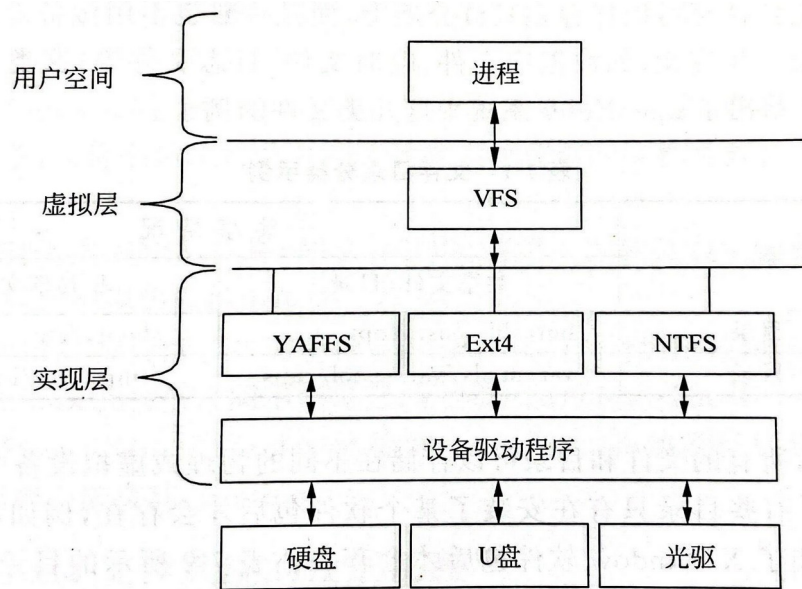 用户空间
进程
虚拟层
VFS
实现层
YAFFS
Ext4
NTFS
设备驱动程序
硬盘
U盘
光驱